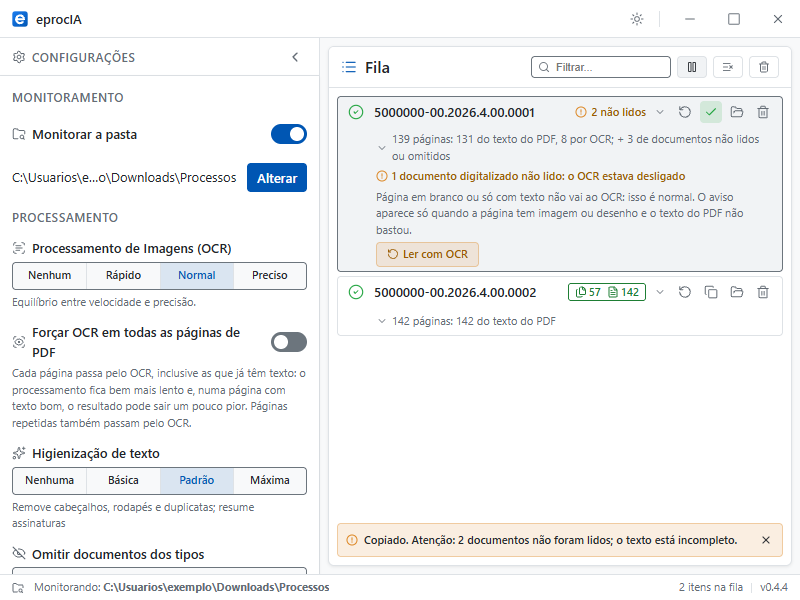 eprocIA
CONFIGURAÇÕES
MONITORAMENTO
Monitorar a pasta
C:\Usuarios\e...o\Downloads\Processos
Alterar
PROCESSAMENTO
Processamento de Imagens (OCR)
Nenhum Rápido Normal Preciso
Equilíbrio entre velocidade e precisão.
Forçar OCR em todas as páginas de
PDF
Cada página passa pelo OCR, inclusive as que já têm texto: o
processamento fica bem mais lento e, numa página com
texto bom, o resultado pode sair um pouco pior. Páginas
repetidas também passam pelo OCR.
Higienização de texto
Nenhuma Básica Padrão Máxima
Remove cabeçalhos, rodapés e duplicatas; resume
assinaturas
Omitir documentos dos tipos
Fila
Filtrar...
5000000-00.2026.4.00.0001
2 não lidos
139 páginas: 131 do texto do PDF, 8 por OCR; + 3 de documentos não lidos
ou omitidos
1 documento digitalizado não lido: o OCR estava desligado
Página em branco ou só com texto não vai ao OCR: isso é normal. O aviso
aparece só quando a página tem imagem ou desenho e o texto do PDF não
bastou.
Ler com OCR
5000000-00.2026.4.00.0002
57 142
142 páginas: 142 do texto do PDF
Copiado. Atenção: 2 documentos não foram lidos; o texto está incompleto.
Monitorando: C:\Usuarios\exemplo\Downloads\Processos
2 itens na fila
v0.4.4